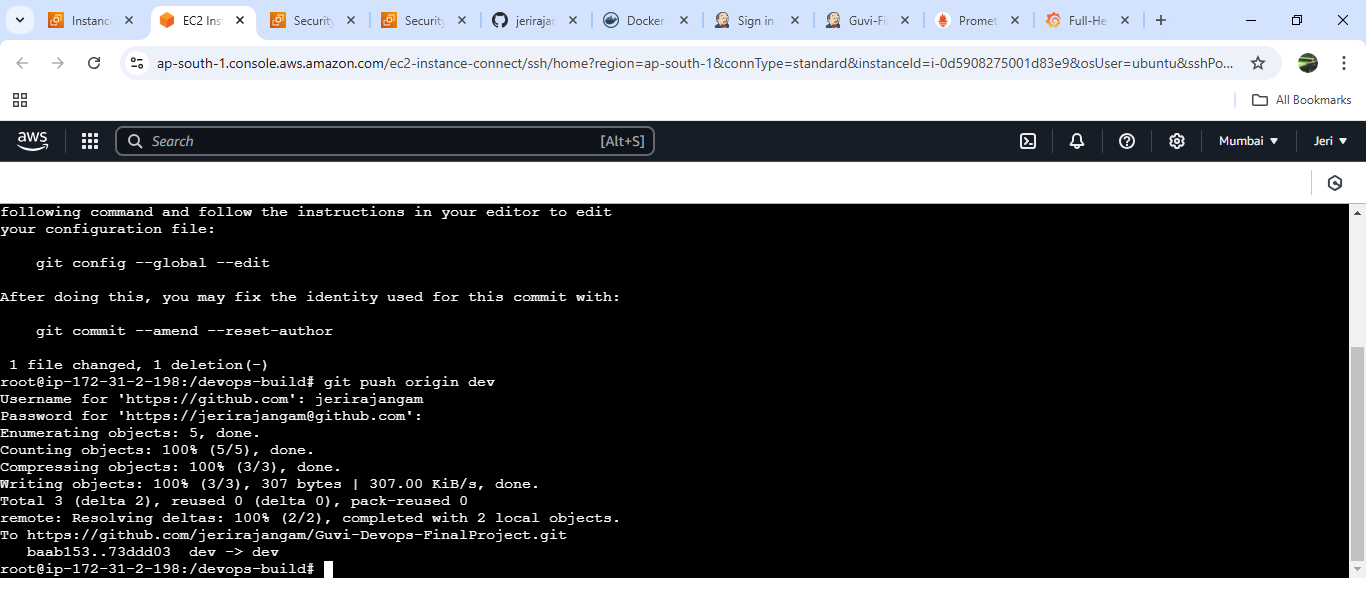 Instanc
EC2 Ins
Security
Security
jerirajar
Docker
Sign in
Guvi-Fi
Promet
Full-He
ap-south-1.console.aws.amazon.com/ec2-instance-connect/ssh/home?region=ap-south-1&connType=standard&instanceId=i-0d5908275001d83e9&osUser=ubuntu&sshPo...
All Bookmarks
aws
Search
[Alt+S]
Mumbai
Jeri
following command and follow the instructions in your editor to edit
your configuration file:
git config --global --edit
After doing this, you may fix the identity used for this commit with:
git commit --amend --reset-author
1 file changed, 1 deletion(-)
root@ip-172-31-2-198:/devops-build# git push origin dev
Username for 'https://github.com': jerirajangam
Password for 'https://jerirajangam@github.com':
Enumerating objects: 5, done.
Counting objects: 100% (5/5), done.
Compressing objects: 100% (3/3), done.
Writing objects: 100% (3/3), 307 bytes | 307.00 KiB/s, done.
Total 3 (delta 2), reused 0 (delta 0), pack-reused 0
remote: Resolving deltas: 100% (2/2), completed with 2 local objects.
To https://github.com/jerirajangam/Guvi-Devops-FinalProject.git
baab153..73ddd03  dev -> dev
root@ip-172-31-2-198:/devops-build#